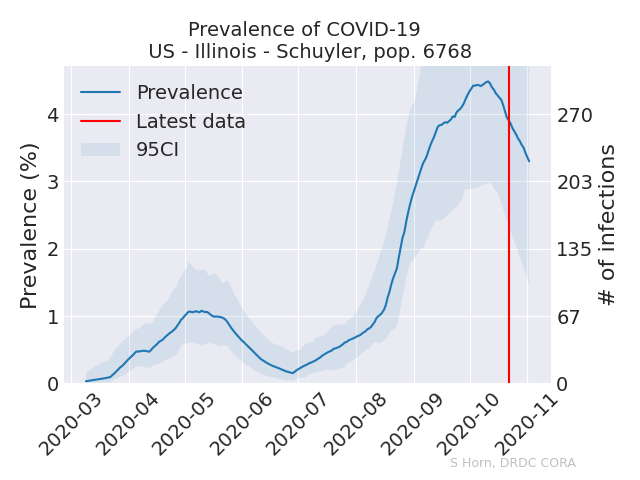 Prevalence of COVID-19
US - Illinois - Schuyler, pop. 6768
Prevalence
Latest data
95CI
Prevalence (%)
4
3
2
1
0
270
203
135
67
0
# of infections
2020-03
2020-04
2020-05
2020-06
2020-07
2020-08
2020-09
2020-10
2020-11
S Horn, DRDC CORA